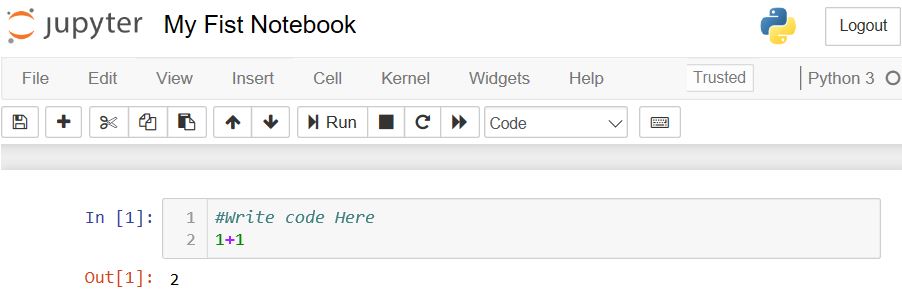 jupyter My Fist Notebook Logout
File Edit View Insert Cell Kernel Widgets Help Trusted Python 3
Run Code
In [1]: 1 #Write code Here
2 1+1
Out[1]: 2